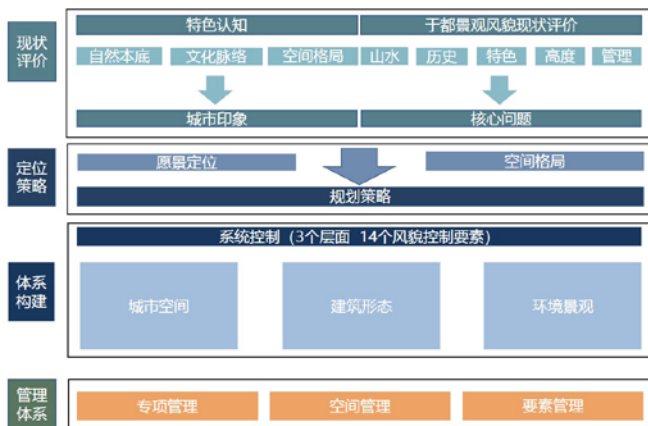 现状
评价
特色认知
于都景观风貌现状评价
自然本底
文化脉络
空间格局
山水
历史
特色
高度
管理
城市印象
核心问题
定位
策略
愿景定位
空间格局
规划策略
体系
构建
系统控制（3个层面 14个风貌控制要素）
城市空间
建筑形态
环境景观
管理
体系
专项管理
空间管理
要素管理